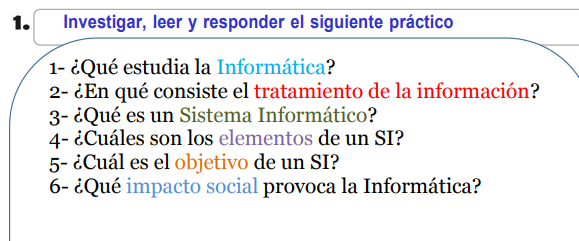 1. Investigar, leer y responder el siguiente práctico
1- ¿Qué estudia la Informática?
2- ¿En qué consiste el tratamiento de la información?
3- ¿Qué es un Sistema Informático?
4- ¿Cuáles son los elementos de un SI?
5- ¿Cuál es el objetivo de un SI?
6- ¿Qué impacto social provoca la Informática?